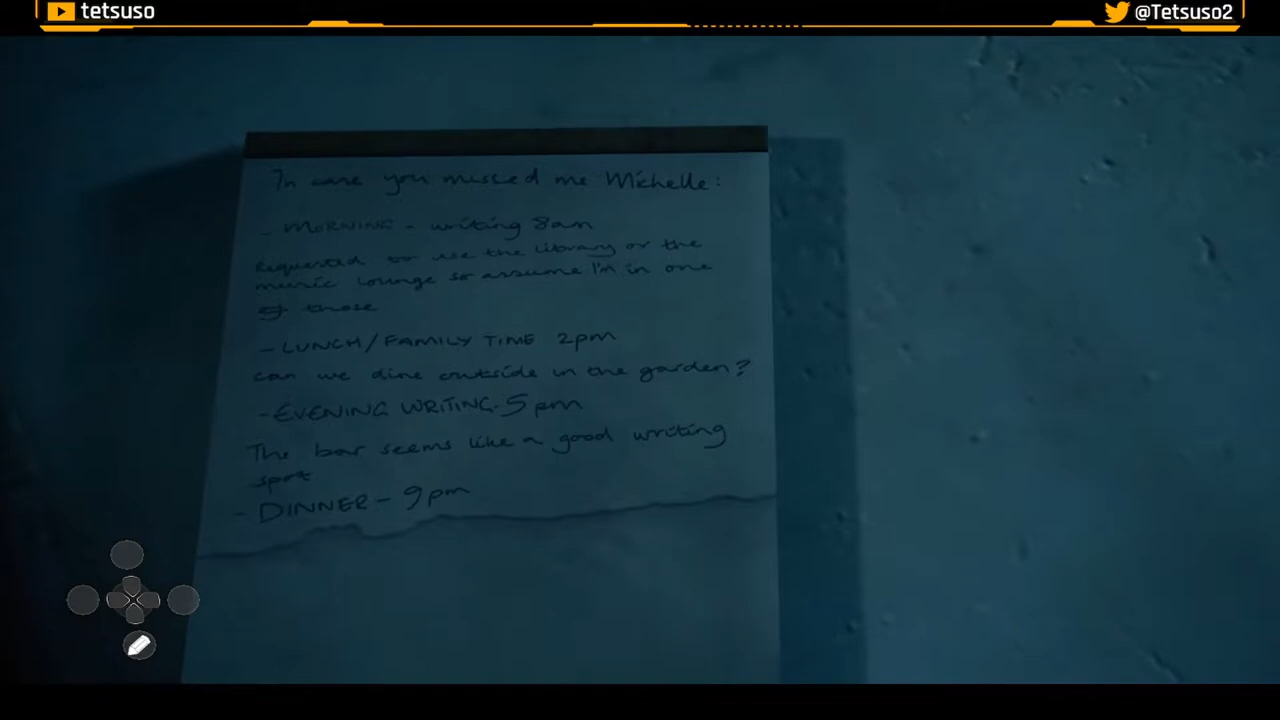 tetsuso
@Tetsuso2
In case you missed me Michelle:
- MORNING - writing 8am
Requested to use the library or the
music lounge so assume I'm in one
of those
- LUNCH/FAMILY TIME 2pm
can we dine outside in the garden?
- EVENING WRITING- 5pm
The bar seems like a good writing
spot
- DINNER - 9pm